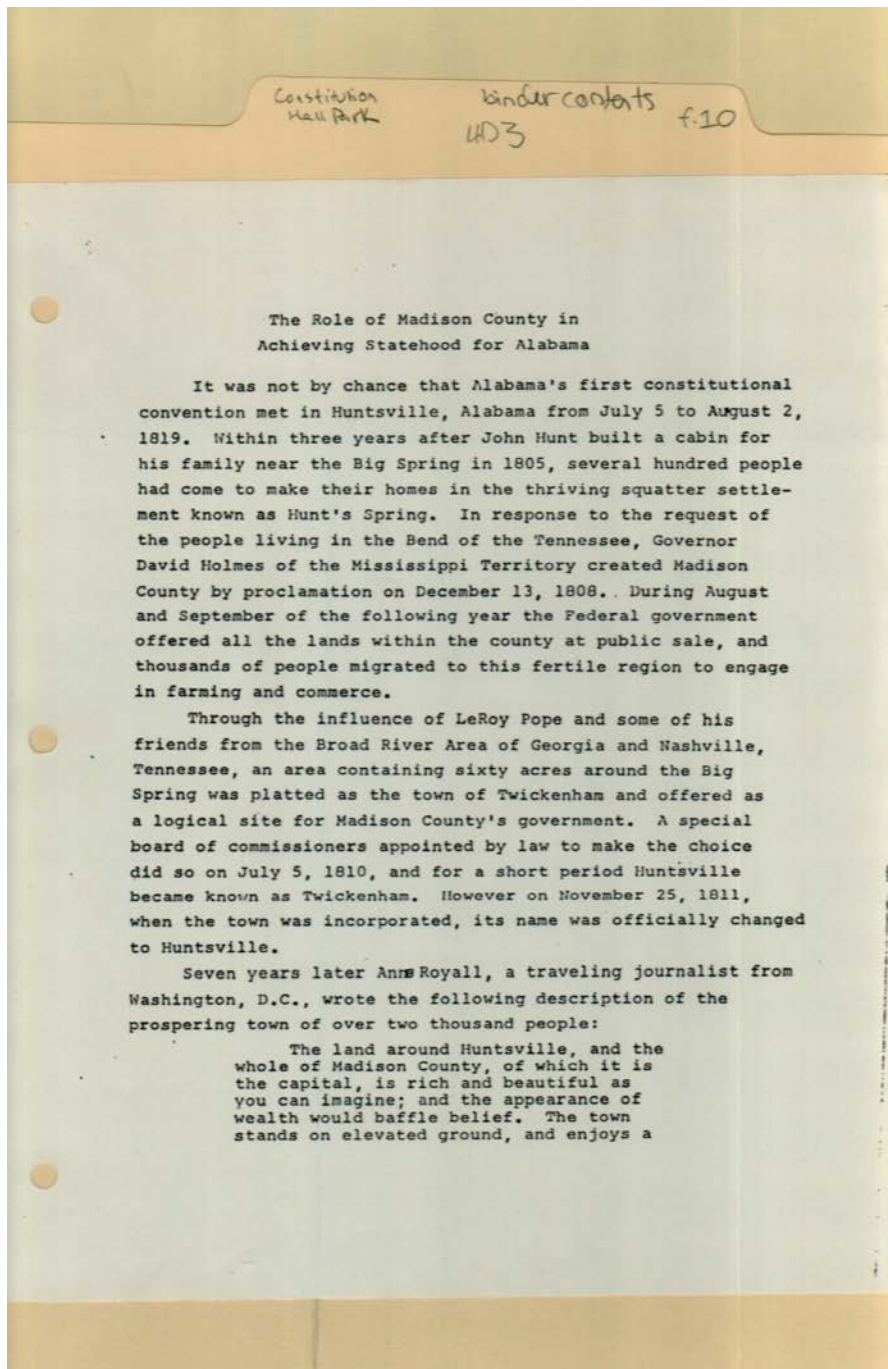 Constitution
Hall Park
binder contents
4D3
f.10
The Role of Madison County in
Achieving Statehood for Alabama
It was not by chance that Alabama's first constitutional
convention met in Huntsville, Alabama from July 5 to August 2,
1819. Within three years after John Hunt built a cabin for
his family near the Big Spring in 1805, several hundred people
had come to make their homes in the thriving squatter settle-
ment known as Hunt's Spring. In response to the request of
the people living in the Bend of the Tennessee, Governor
David Holmes of the Mississippi Territory created Madison
County by proclamation on December 13, 1808. During August
and September of the following year the Federal government
offered all the lands within the county at public sale, and
thousands of people migrated to this fertile region to engage
in farming and commerce.
Through the influence of LeRoy Pope and some of his
friends from the Broad River Area of Georgia and Nashville,
Tennessee, an area containing sixty acres around the Big
Spring was platted as the town of Twickenham and offered as
a logical site for Madison County's government. A special
board of commissioners appointed by law to make the choice
did so on July 5, 1810, and for a short period Huntsville
became known as Twickenham. However on November 25, 1811,
when the town was incorporated, its name was officially changed
to Huntsville.
Seven years later Anne Royall, a traveling journalist from
Washington, D.C., wrote the following description of the
prospering town of over two thousand people:
The land around Huntsville, and the
whole of Madison County, of which it is
the capital, is rich and beautiful as
you can imagine; and the appearance of
wealth would baffle belief. The town
stands on elevated ground, and enjoys a